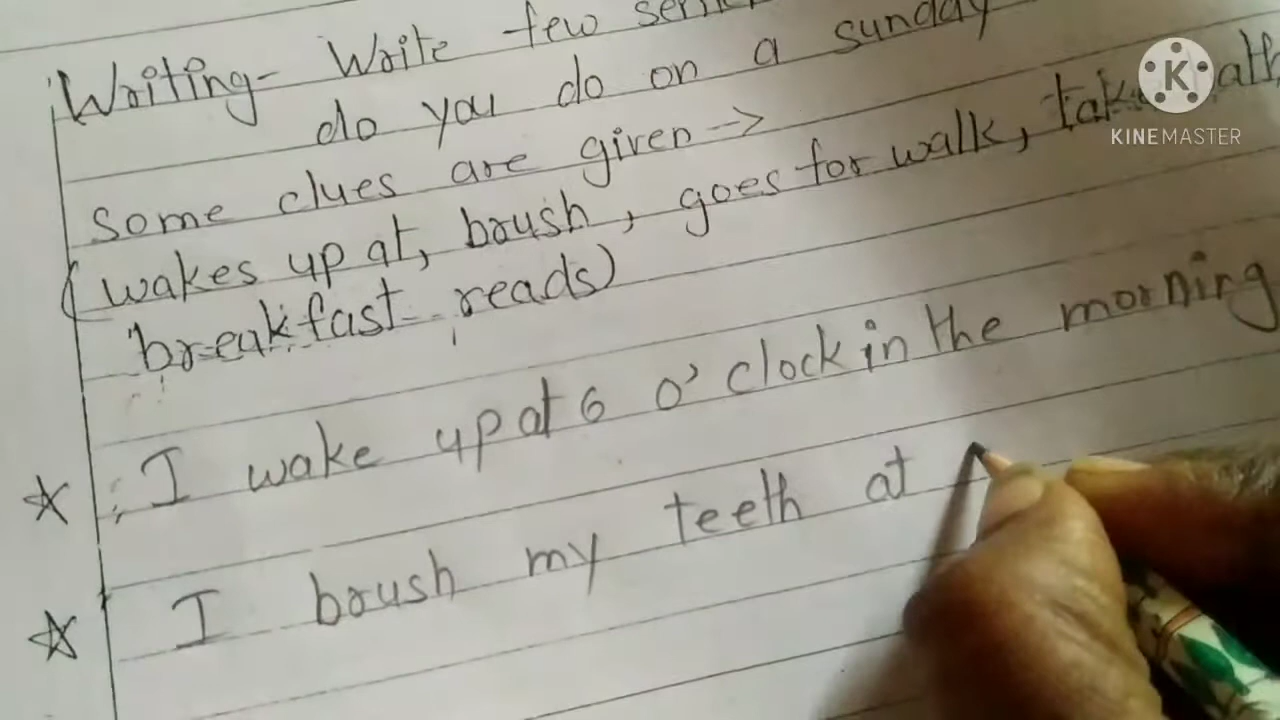 Writing- Write few
do you do on a sunday
Some clues are given →
(wakes up at, brush, goes for walk,
breakfast reads)
☆ I wake up at 6 o'clock in the morning
☆ I brush my teeth at
K
KINEMASTER